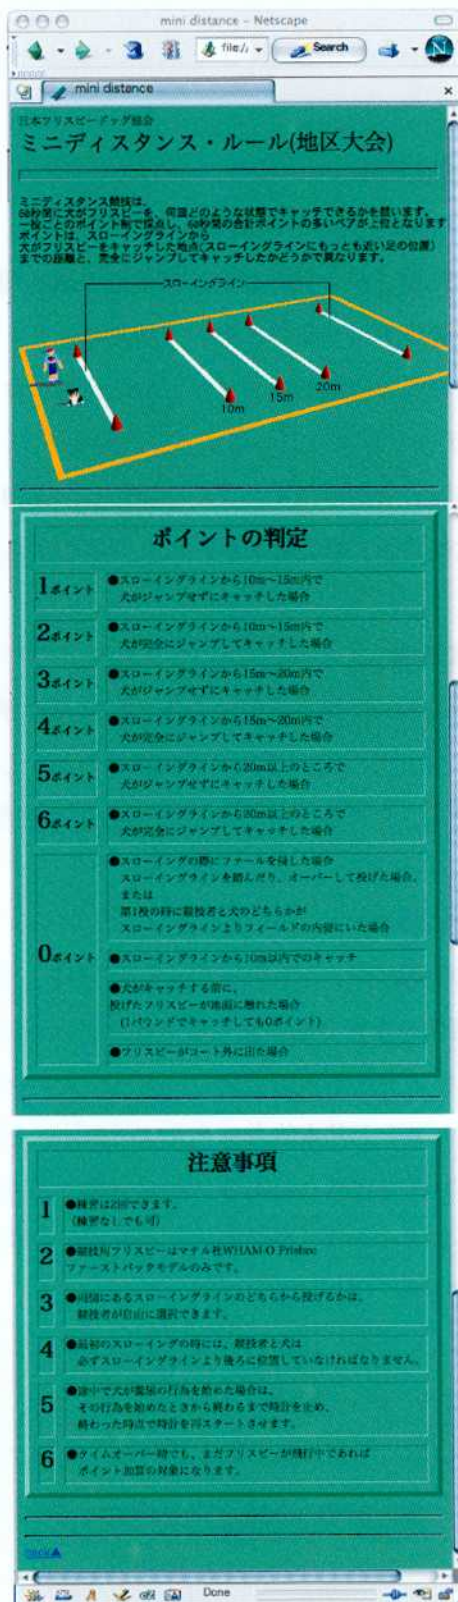 mini distance - Netscape
file:/
Search
N
mini distance
日本フリスビードッグ協会
ミニディスタンス・ルール(地区大会)
ミニディスタンス競技は、
60秒間に犬がフリスビーを、何回どのような状態でキャッチできるかを競います。
一投ごとのポイント制で採点し、60秒間の合計ポイントの多いペアが上位となります
ポイントは、スローイングラインから
犬がフリスビーをキャッチした地点(スローイングラインにもっとも近い足の位置)
までの距離と、完全にジャンプしてキャッチしたかどうかで異なります。
スローイングライン
10m
15m
20m
ポイントの判定
1ポイント
●スローイングラインから10m〜15m内で
犬がジャンプせずにキャッチした場合
2ポイント
●スローイングラインから10m〜15m内で
犬が完全にジャンプしてキャッチした場合
3ポイント
●スローイングラインから15m〜20m内で
犬がジャンプせずにキャッチした場合
4ポイント
●スローイングラインから15m〜20m内で
犬が完全にジャンプしてキャッチした場合
5ポイント
●スローイングラインから20m以上のところで
犬がジャンプせずにキャッチした場合
6ポイント
●スローイングラインから20m以上のところで
犬が完全にジャンプしてキャッチした場合
0ポイント
●スローイングの際にファールを侵した場合
スローイングラインを踏んだり、オーバーして投げた場合、
または
第1投の時に競技者と犬のどちらかが
スローイングラインよりフィールドの内側にいた場合
●スローイングラインから10m以内でのキャッチ
●犬がキャッチする前に、
投げたフリスビーが地面に触れた場合
(1バウンドでキャッチしても0ポイント)
●フリスビーがコート外に出た場合
注意事項
1
●練習は2回できます。
(練習なしでも可)
2
●競技用フリスビーはマテル社WHAM-O Frisbee
ファーストバックモデルのみです。
3
●両側にあるスローイングラインのどちらから投げるかは、
競技者が自由に選択できます。
4
●最初のスローイングの時には、競技者と犬は
必ずスローイングラインより後ろに位置していなければなりません。
5
●途中で犬が糞尿の行為を始めた場合は、
その行為を始めたときから終わるまで時計を止め、
終わった時点で時計を再スタートさせます。
6
●タイムオーバー時でも、まだフリスビーが飛行中であれば
ポイント加算の対象になります。
back▲
Done